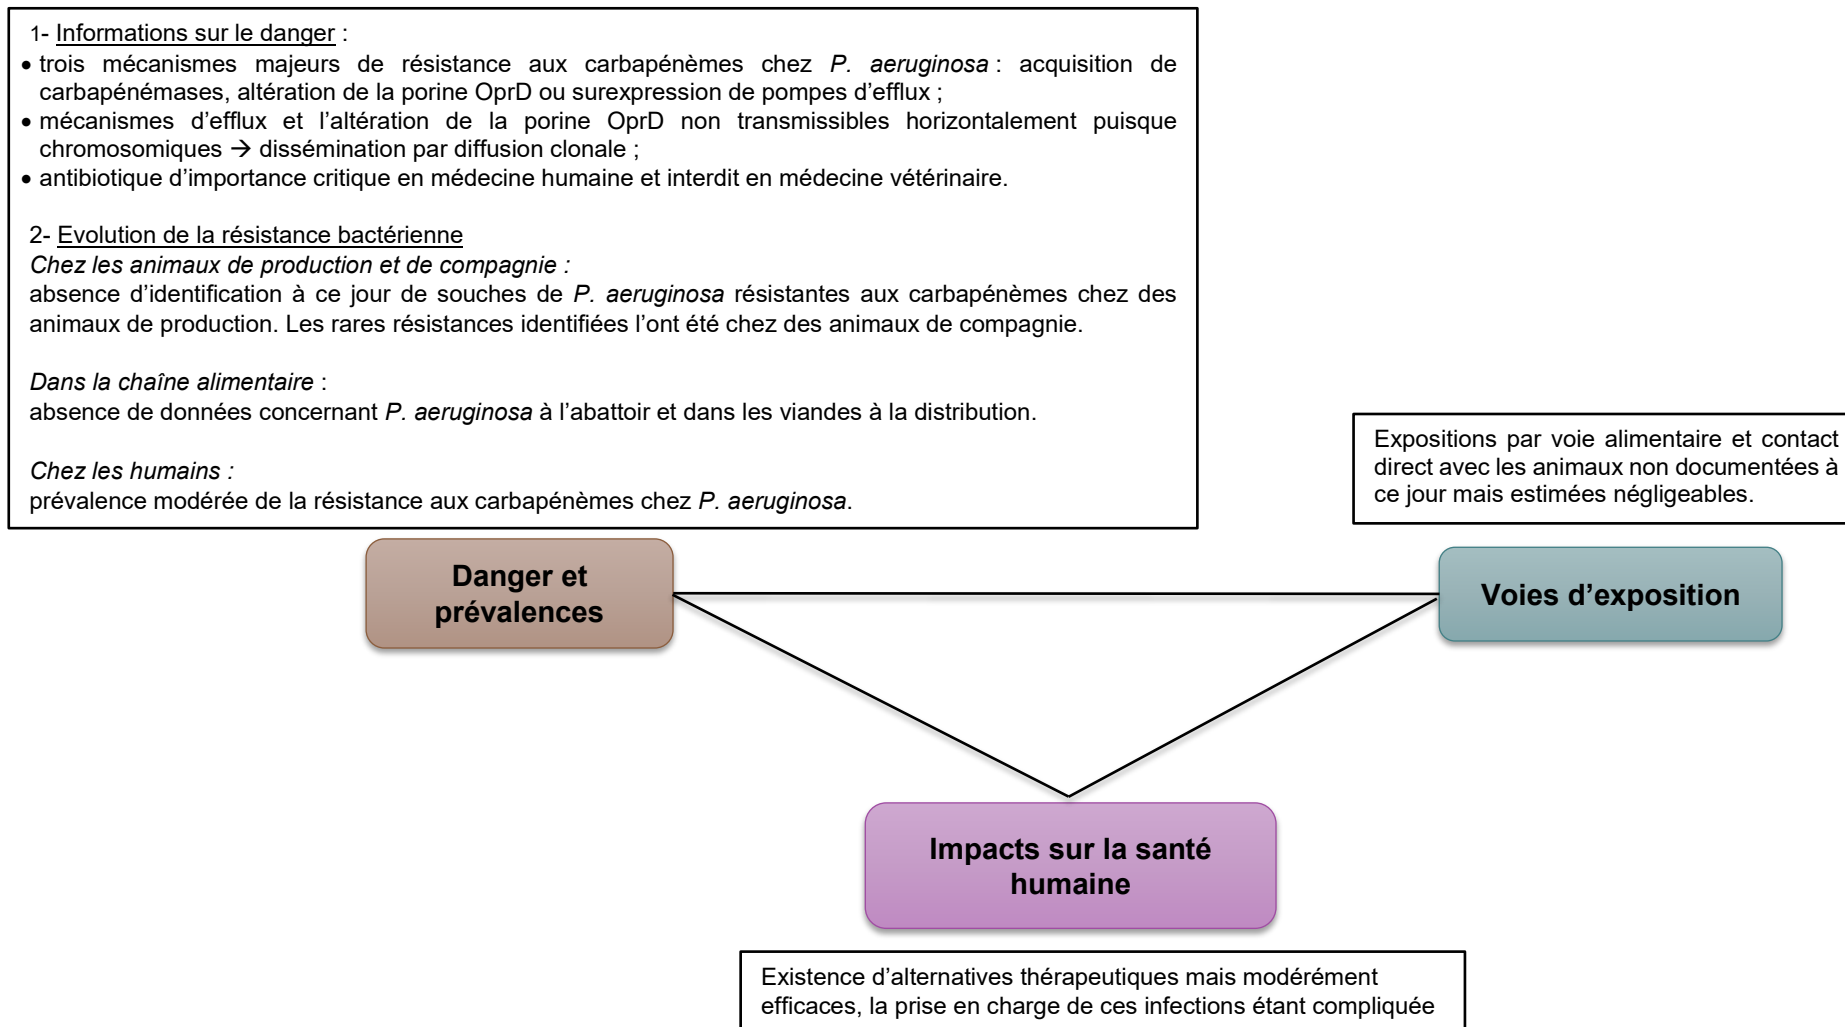 1- Informations sur le danger :
• trois mécanismes majeurs de résistance aux carbapénèmes chez P. aeruginosa : acquisition de
carbapénémases, altération de la porine OprD ou surexpression de pompes d’efflux ;
• mécanismes d’efflux et l’altération de la porine OprD non transmissibles horizontalement puisque
chromosomiques → dissémination par diffusion clonale ;
• antibiotique d’importance critique en médecine humaine et interdit en médecine vétérinaire.
2- Evolution de la résistance bactérienne
Chez les animaux de production et de compagnie :
absence d’identification à ce jour de souches de P. aeruginosa résistantes aux carbapénèmes chez des
animaux de production. Les rares résistances identifiées l’ont été chez des animaux de compagnie.
Dans la chaîne alimentaire :
absence de données concernant P. aeruginosa à l’abattoir et dans les viandes à la distribution.
Chez les humains :
prévalence modérée de la résistance aux carbapénèmes chez P. aeruginosa.
Expositions par voie alimentaire et contact
direct avec les animaux non documentées à
ce jour mais estimées négligeables.
Danger et
prévalences
Voies d’exposition
Impacts sur la santé
humaine
Existence d’alternatives thérapeutiques mais modérément
efficaces, la prise en charge de ces infections étant compliquée